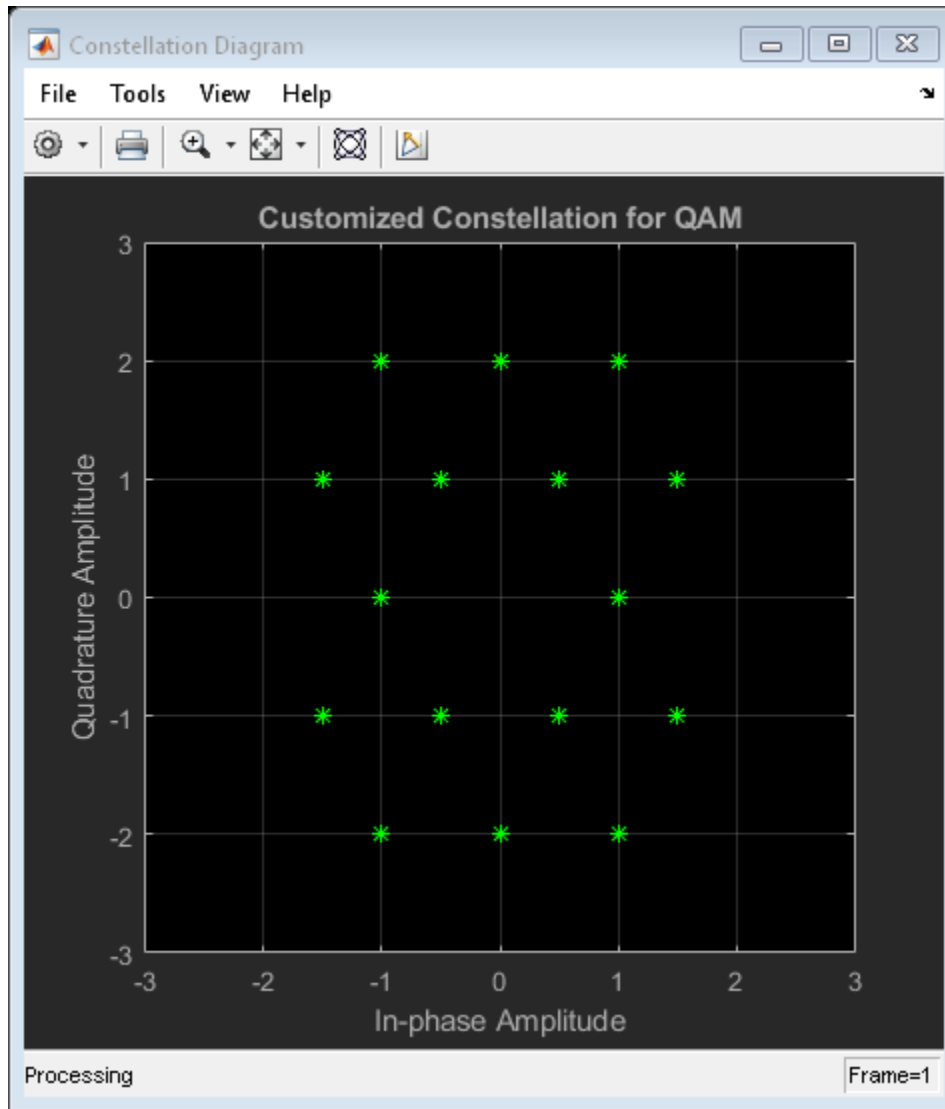 Constellation Diagram
File Tools View Help
Customized Constellation for QAM
3
2
1
0
-1
-2
-3
Quadrature Amplitude
-3 -2 -1 0 1 2 3
In-phase Amplitude
Processing Frame=1